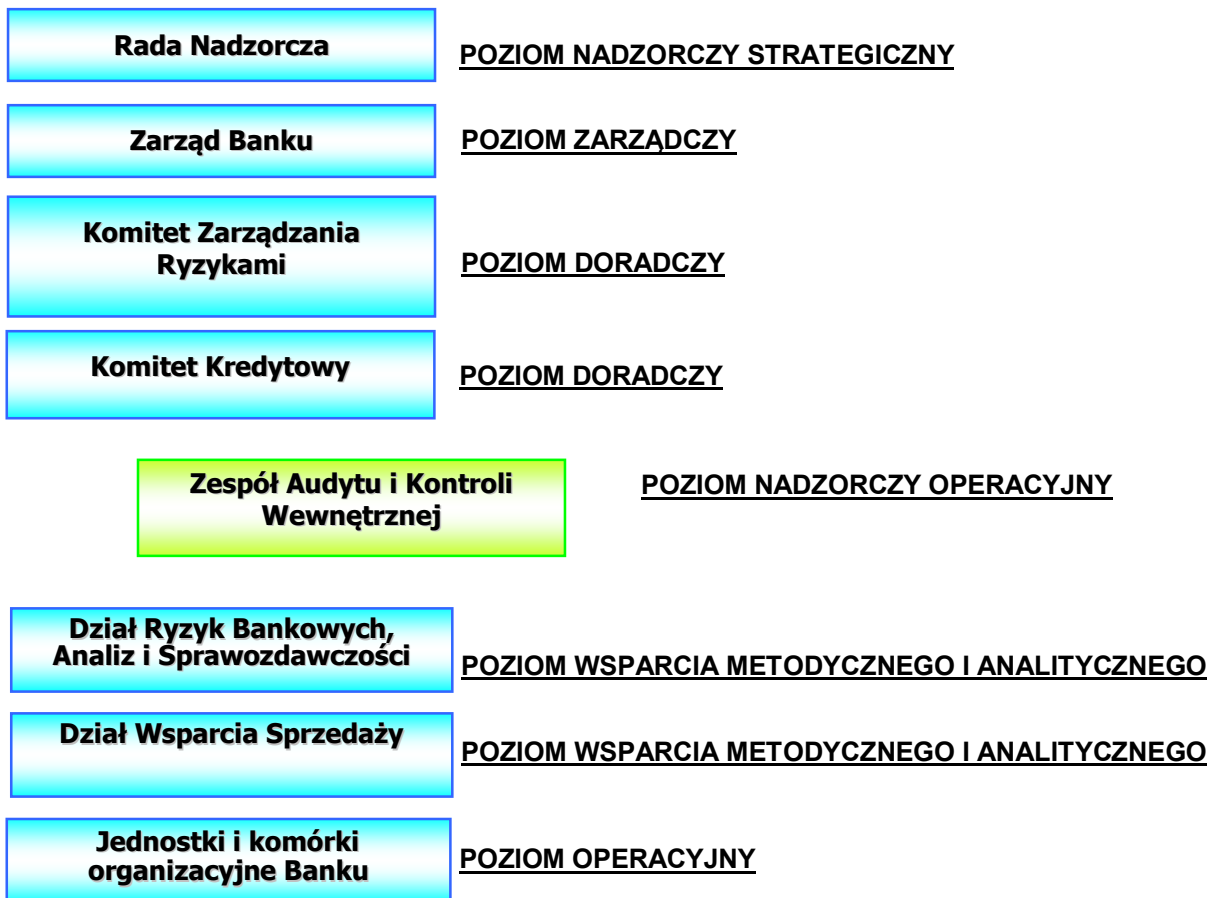 Rada Nadzorcza
POZIOM NADZORCZY STRATEGICZNY
Zarząd Banku
POZIOM ZARZĄDCZY
Komitet Zarządzania
Ryzykami
POZIOM DORADCZY
Komitet Kredytowy
POZIOM DORADCZY
Zespół Audytu i Kontroli
Wewnętrznej
POZIOM NADZORCZY OPERACYJNY
Dział Ryzyk Bankowych,
Analiz i Sprawozdawczości
POZIOM WSPARCIA METODYCZNEGO I ANALITYCZNEGO
Dział Wsparcia Sprzedaży
POZIOM WSPARCIA METODYCZNEGO I ANALITYCZNEGO
Jednostki i komórki
organizacyjne Banku
POZIOM OPERACYJNY